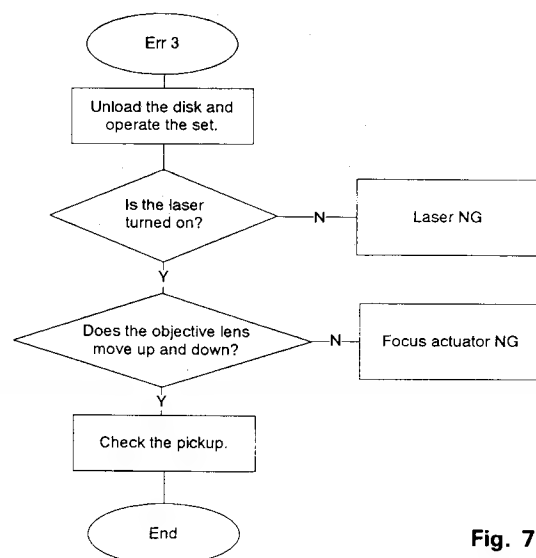 Err 3
Unload the disk and
operate the set.
Is the laser
turned on?
N
Laser NG
Y
Does the objective lens
move up and down?
N
Focus actuator NG
Y
Check the pickup.
End
Fig. 7